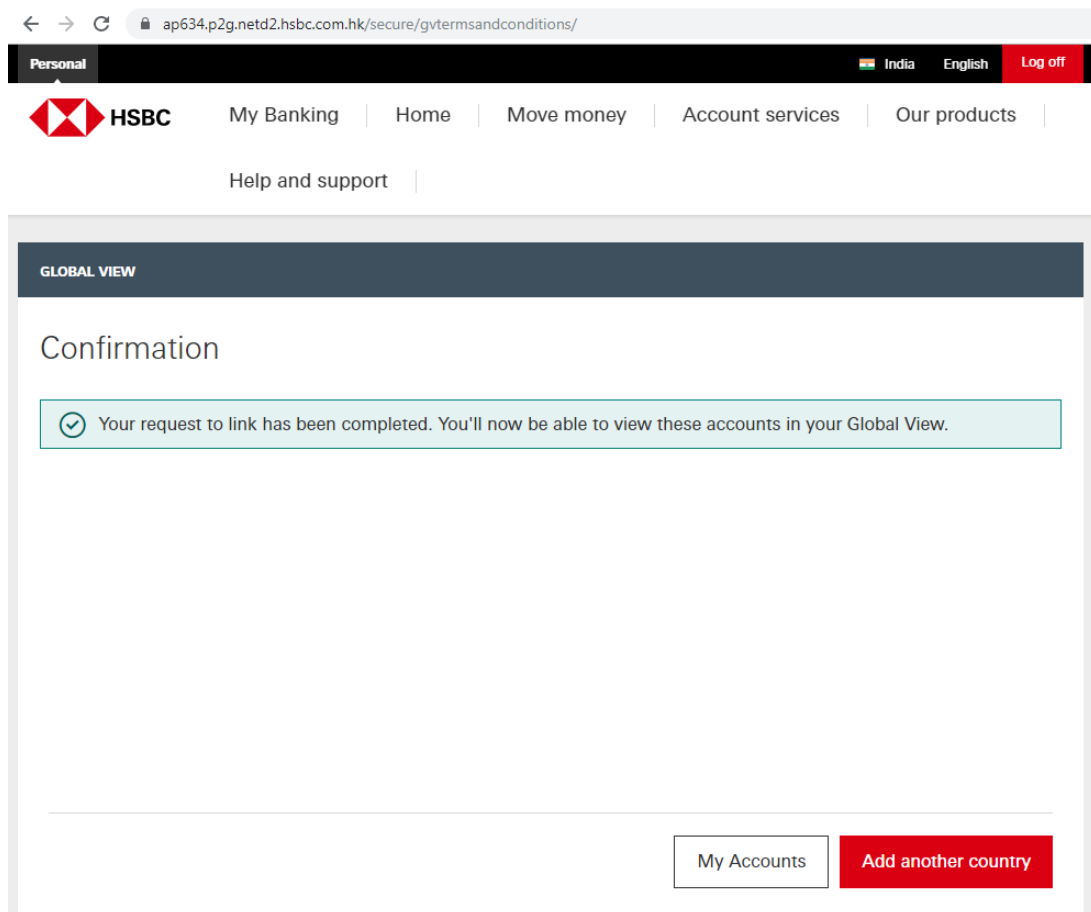 ap634.p2g.netd2.hsbc.com.hk/secure/gvtermsandconditions/
Personal India English Log off
HSBC My Banking Home Move money Account services Our products
Help and support
GLOBAL VIEW
Confirmation
Your request to link has been completed. You'll now be able to view these accounts in your Global View.
My Accounts Add another country